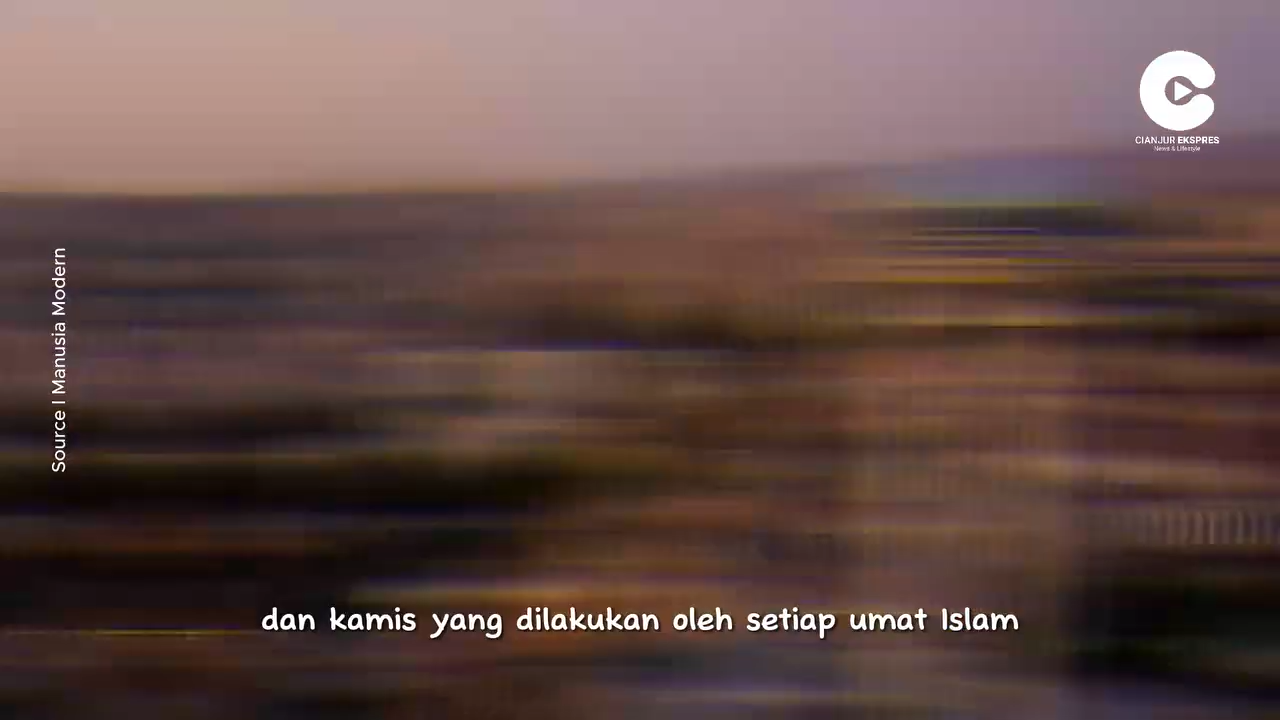 CIANJUR EKSPRES
News & Lifestyle
Source | Manusia Modern
dan kamis yang dilakukan oleh setiap umat Islam